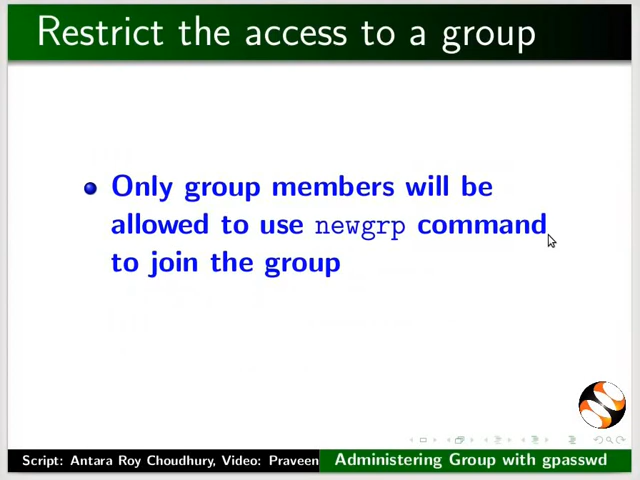 Restrict the access to a group
Only group members will be
allowed to use newgrp command
to join the group
Script: Antara Roy Choudhury, Video: Praveen
Administering Group with gpasswd